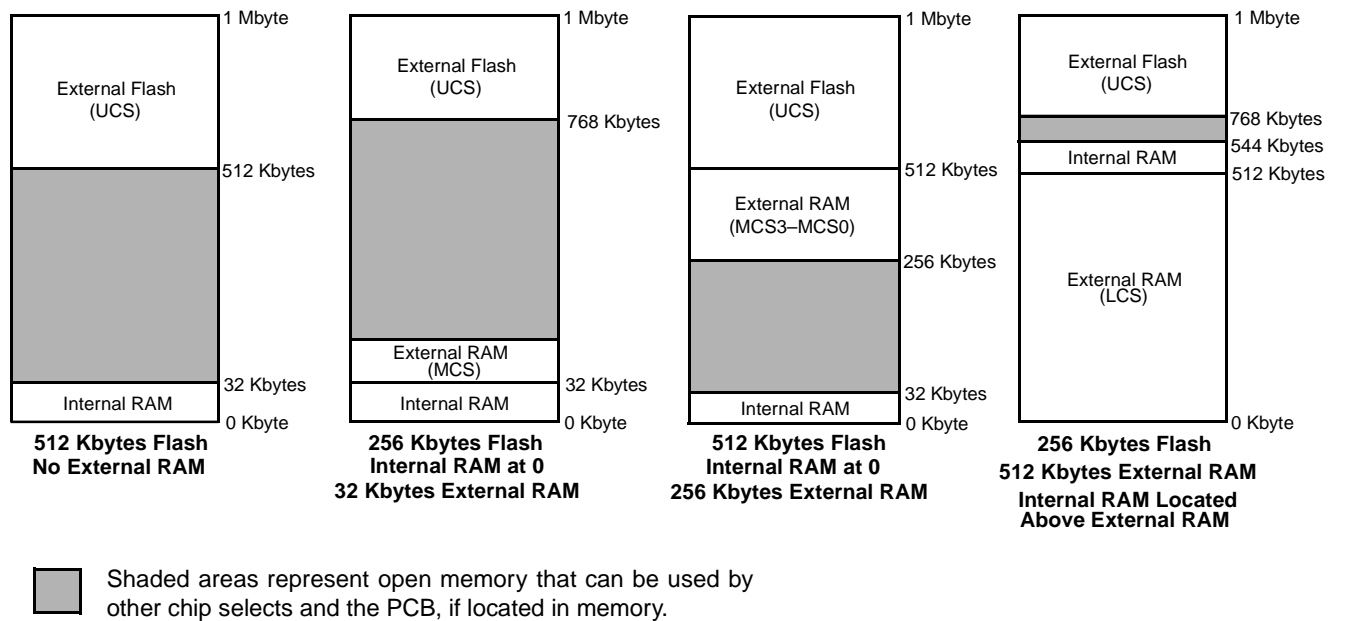 1 Mbyte
External Flash
(UCS)
512 Kbytes
32 Kbytes
Internal RAM
0 Kbyte
512 Kbytes Flash
No External RAM
1 Mbyte
External Flash
(UCS)
768 Kbytes
External RAM
(MCS)
32 Kbytes
Internal RAM
0 Kbyte
256 Kbytes Flash
Internal RAM at 0
32 Kbytes External RAM
1 Mbyte
External Flash
(UCS)
512 Kbytes
External RAM
(MCS3–MCS0)
256 Kbytes
32 Kbytes
Internal RAM
0 Kbyte
512 Kbytes Flash
Internal RAM at 0
256 Kbytes External RAM
1 Mbyte
External Flash
(UCS)
768 Kbytes
544 Kbytes
Internal RAM
512 Kbytes
External RAM
(LCS)
0 Kbyte
256 Kbytes Flash
512 Kbytes External RAM
Internal RAM Located
Above External RAM
Shaded areas represent open memory that can be used by
other chip selects and the PCB, if located in memory.